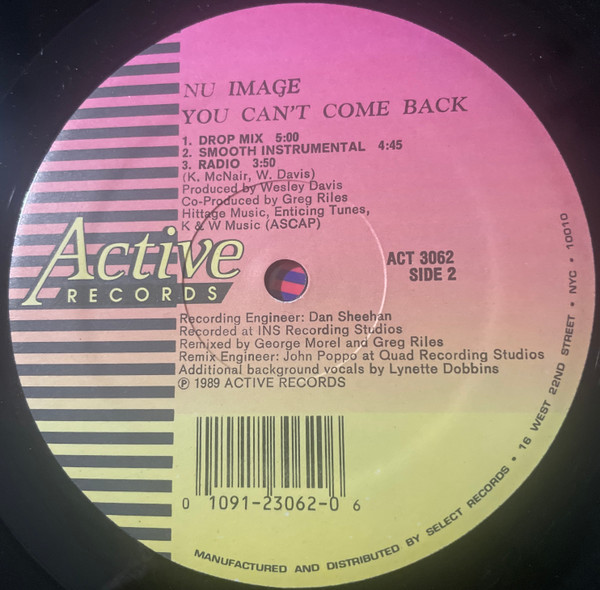 NU IMAGE
YOU CAN'T COME BACK
1. DROP MIX 5:00
2. SMOOTH INSTRUMENTAL 4:45
3. RADIO 3:50
(K. McNair, W. Davis)
Produced by Wesley Davis
Co-Produced by Greg Riles
Hittage Music, Enticing Tunes,
K & W Music (ASCAP)
Active
RECORDS
ACT 3062
SIDE 2
Recording Engineer: Dan Sheehan
Recorded at INS Recording Studios
Remixed by George Morel and Greg Riles
Remix Engineer: John Poppo at Quad Recording Studios
Additional background vocals by Lynette Dobbins
℗ 1989 ACTIVE RECORDS
0 1091-23062-0 6
MANUFACTURED AND DISTRIBUTED BY SELECT RECORDS • 16 WEST 22ND STREET • NYC • 10010